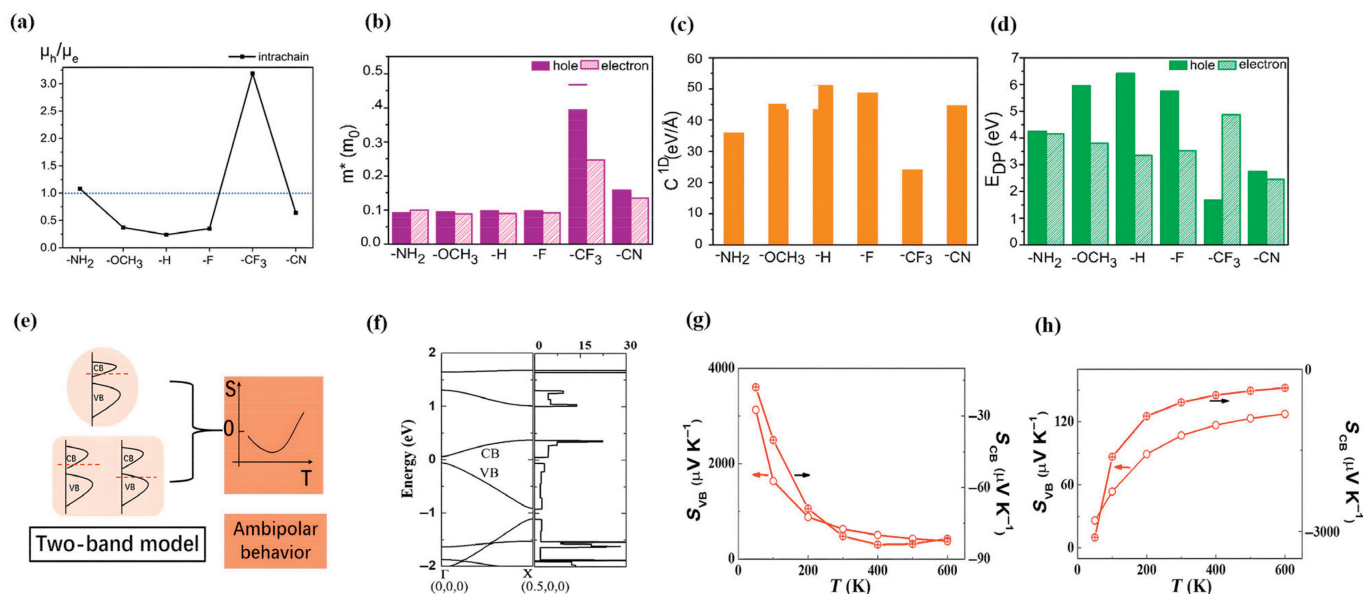 (a)
μh/μe
intrachain
3.0
2.5
2.0
1.5
1.0
0.5
0.0
-NH2 -OCH3 -H -F -CF3 -CN
(b)
hole electron
m* (m0)
0.5
0.4
0.3
0.2
0.1
0.0
-NH2 -OCH3 -H -F -CF3 -CN
(c)
C1D (eV/Å)
60
50
40
30
20
10
0
-NH2 -OCH3 -H -F -CF3 -CN
(d)
hole electron
EDP (eV)
7
6
5
4
3
2
1
0
-NH2 -OCH3 -H -F -CF3 -CN
(e)
CB
VB
CB
VB
CB
VB
S
0
T
Two-band model
Ambipolar
behavior
(f)
0 15 30
Energy (eV)
2
1
0
−1
−2
CB
VB
Γ X
(0,0,0) (0.5,0,0)
(g)
SVB (μV K−1)
4000
2000
0
SCB (μV K−1)
−30
−60
−90
0 200 400 600
T (K)
(h)
SVB (μV K−1)
120
90
60
30
0
SCB (μV K−1)
0
−3000
0 100 200 300 400 500 600
T (K)